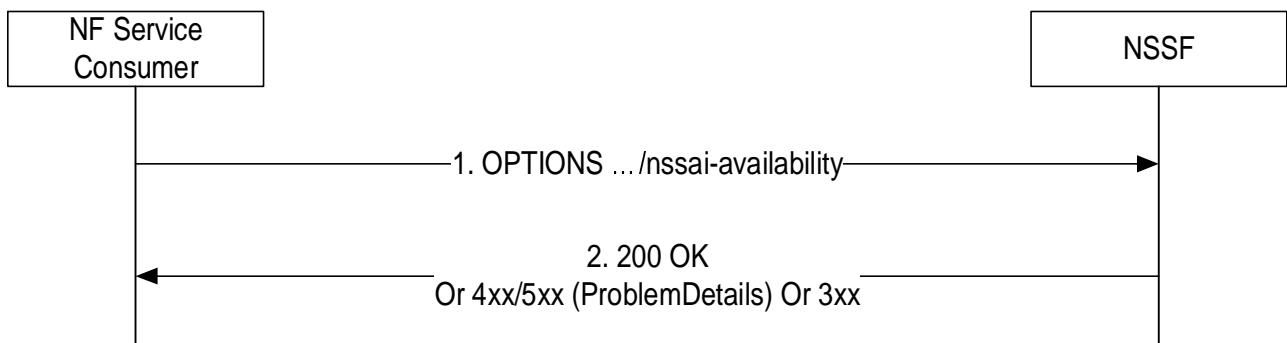 NF Service
Consumer
NSSF
1. OPTIONS …/nssai-availability
2. 200 OK
Or 4xx/5xx (ProblemDetails) Or 3xx